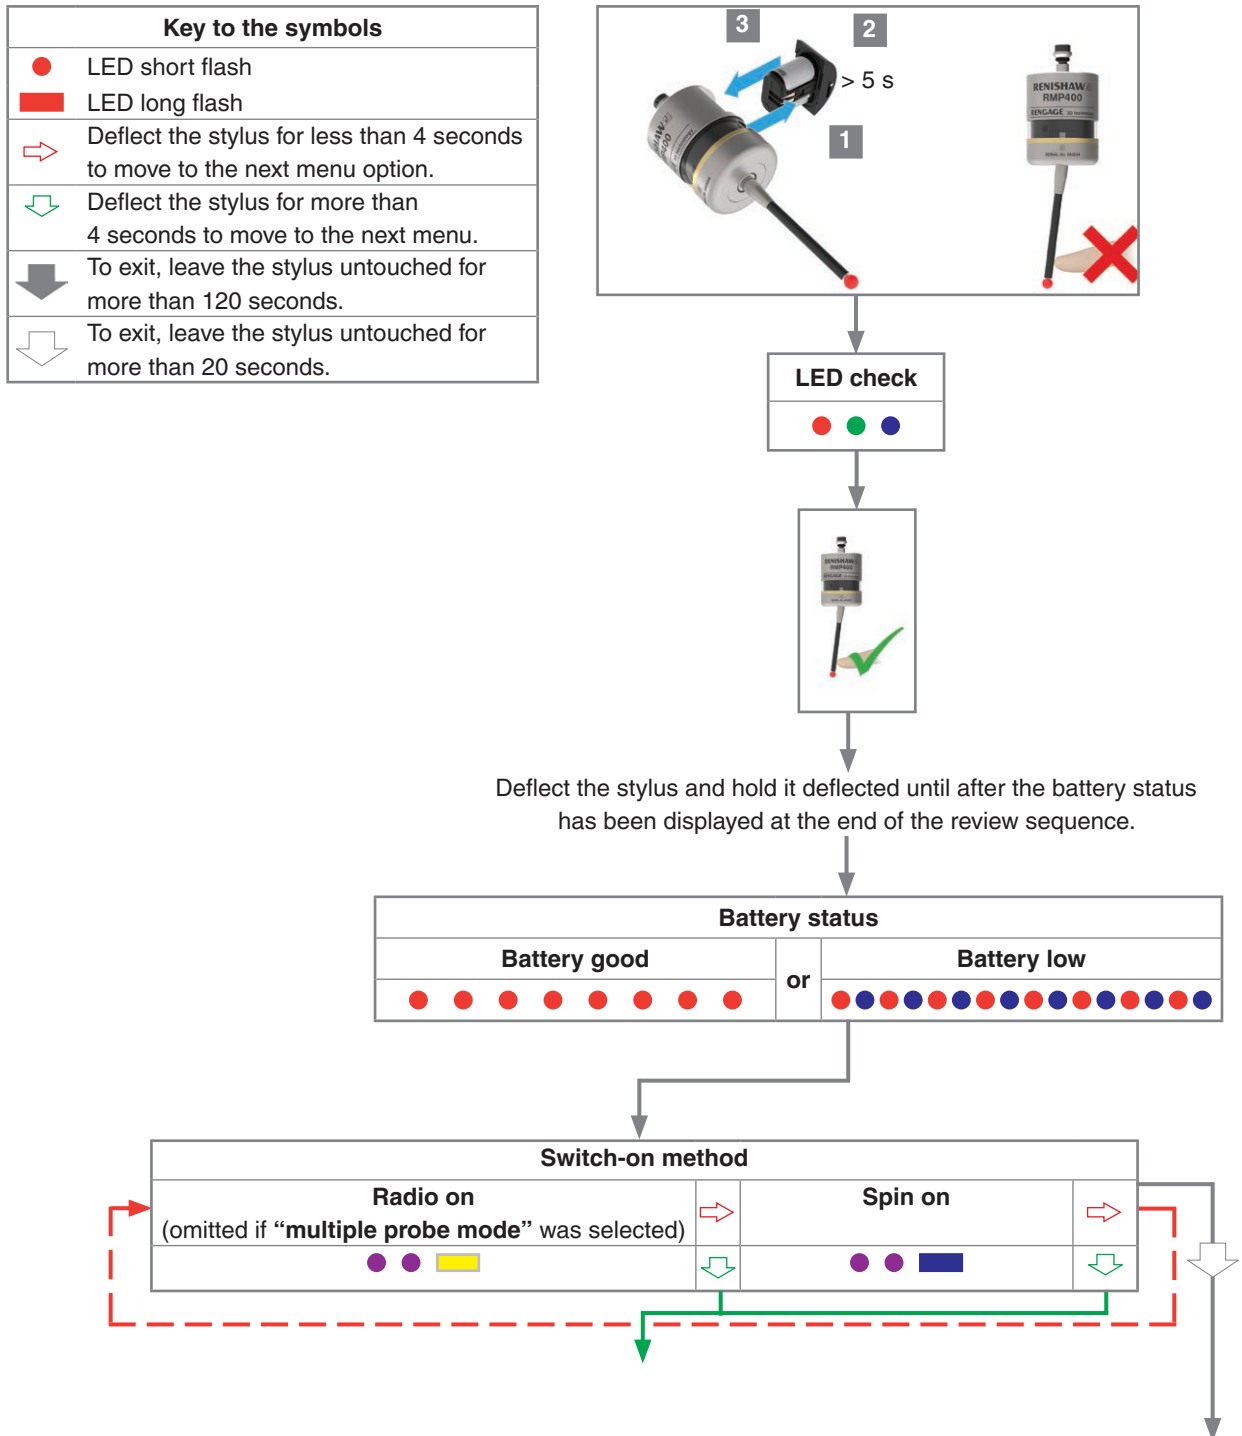 Key to the symbols
LED short flash
LED long flash
Deflect the stylus for less than 4 seconds
to move to the next menu option.
Deflect the stylus for more than
4 seconds to move to the next menu.
To exit, leave the stylus untouched for
more than 120 seconds.
To exit, leave the stylus untouched for
more than 20 seconds.
3
2
> 5 s
1
RENISHAW
RMP400
RENGAGE
LED check
RENISHAW
RMP400
RENGAGE
Deflect the stylus and hold it deflected until after the battery status
has been displayed at the end of the review sequence.
Battery status
Battery good
or
Battery low
Switch-on method
Radio on
(omitted if “multiple probe mode” was selected)
Spin on